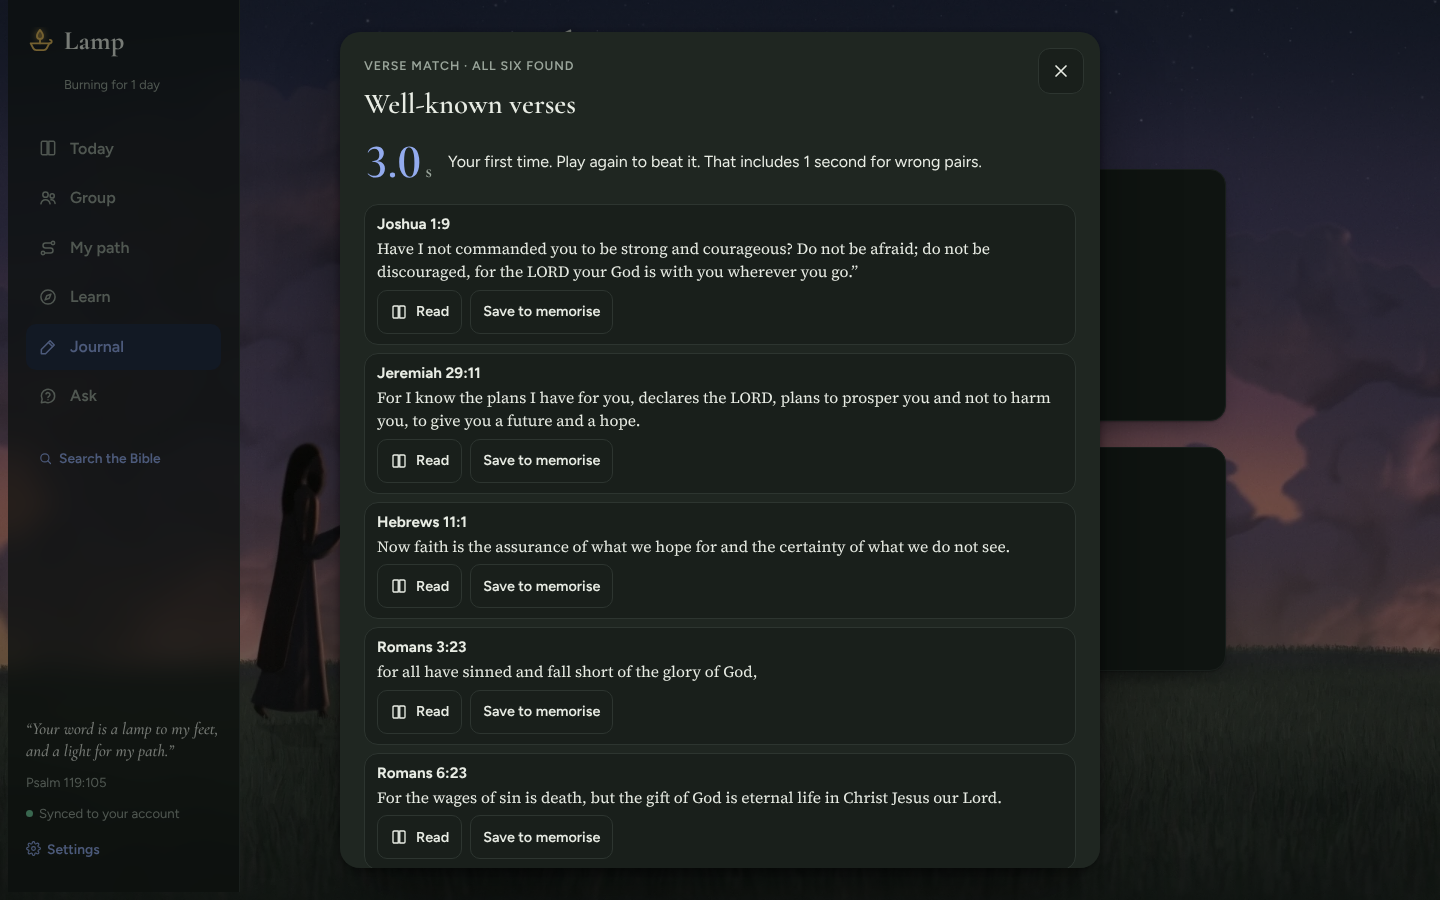 Lamp
Burning for 1 day
Today
Group
My path
Learn
Journal
Ask
Search the Bible
“Your word is a lamp to my feet,
and a light for my path.”
Psalm 119:105
Synced to your account
Settings
VERSE MATCH · ALL SIX FOUND
Well-known verses
3.0 s
Your first time. Play again to beat it. That includes 1 second for wrong pairs.
Joshua 1:9
Have I not commanded you to be strong and courageous? Do not be afraid; do not be
discouraged, for the LORD your God is with you wherever you go.”
Read
Save to memorise
Jeremiah 29:11
For I know the plans I have for you, declares the LORD, plans to prosper you and not to harm
you, to give you a future and a hope.
Read
Save to memorise
Hebrews 11:1
Now faith is the assurance of what we hope for and the certainty of what we do not see.
Read
Save to memorise
Romans 3:23
for all have sinned and fall short of the glory of God,
Read
Save to memorise
Romans 6:23
For the wages of sin is death, but the gift of God is eternal life in Christ Jesus our Lord.
Read
Save to memorise